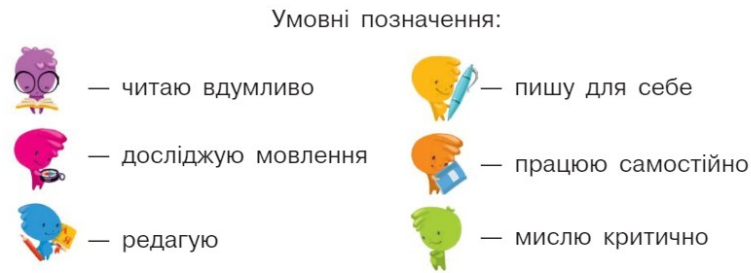 Умовні позначення:
— читаю вдумливо
— досліджую мовлення
— редагую
— пишу для себе
— працюю самостійно
— мислю критично